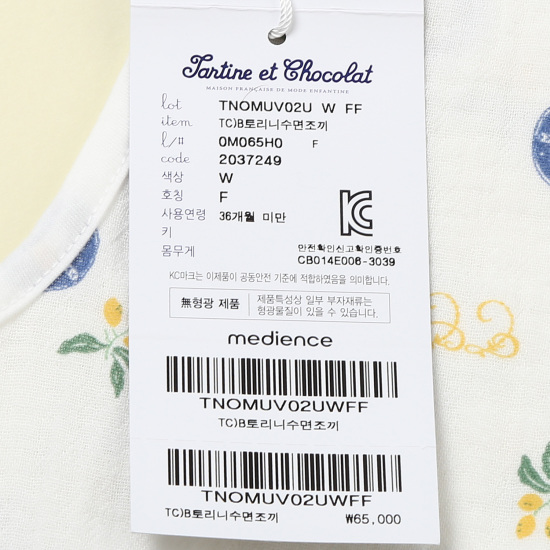 Tartine et Chocolat
MAISON FRANÇAISE DE MODE ENFANTINE
lot TNOMUV02U W FF
item TC)B토리니수면조끼
l/# 0M065H0 F
code 2037249
색상 W
호칭 F
사용연령 36개월 미만
키
몸무게
안전확인신고확인증번호
CB014E006-3039
KC마크는 이제품이 공통안전 기준에 적합하였음을 의미합니다.
無형광 제품
제품특성상 일부 부자재류는
형광물질이 있을 수 있습니다.
medience
TNOMUV02UWFF
TC)B토리니수면조끼
TNOMUV02UWFF
TC)B토리니수면조끼 ₩65,000